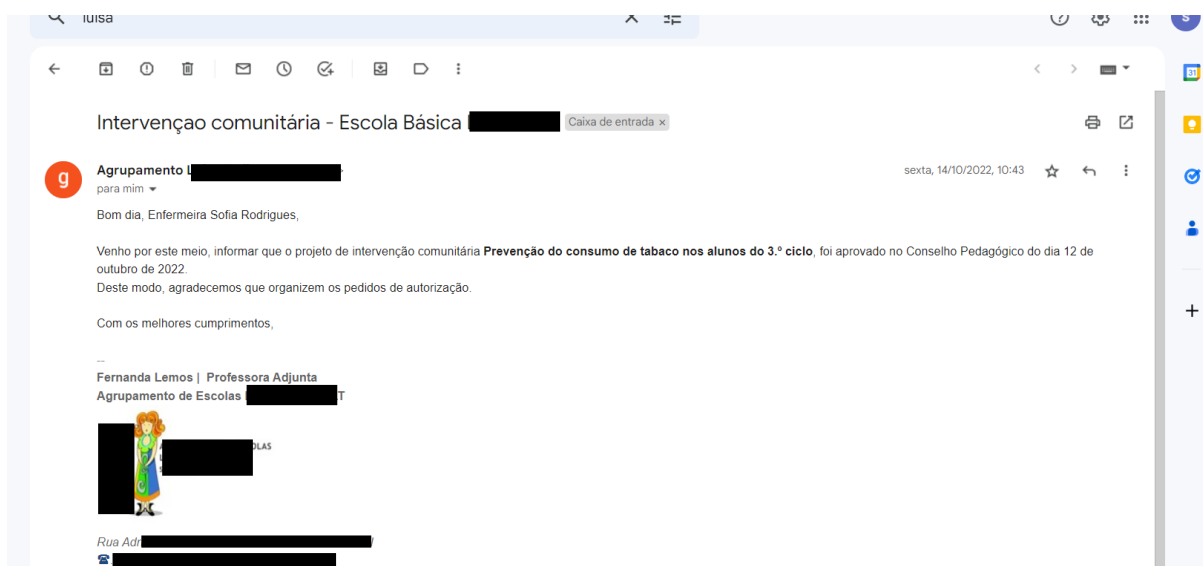 luisa
Intervençao comunitária - Escola Básica
Caixa de entrada ×
g
Agrupamento
sexta, 14/10/2022, 10:43
para mim
Bom dia, Enfermeira Sofia Rodrigues,
Venho por este meio, informar que o projeto de intervenção comunitária Prevenção do consumo de tabaco nos alunos do 3.º ciclo, foi aprovado no Conselho Pedagógico do dia 12 de
outubro de 2022.
Deste modo, agradecemos que organizem os pedidos de autorização.
Com os melhores cumprimentos,
--
Fernanda Lemos | Professora Adjunta
Agrupamento de Escolas
Rua
31